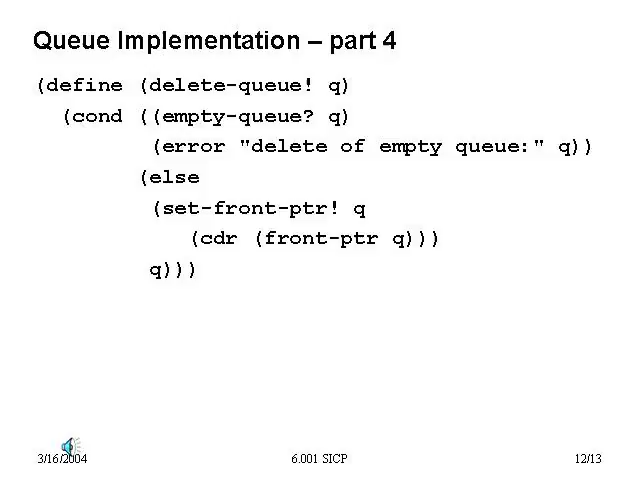 Queue Implementation – part 4
(define (delete-queue! q)
  (cond ((empty-queue? q)
         (error "delete of empty queue:" q))
        (else
         (set-front-ptr! q
            (cdr (front-ptr q)))
         q)))
3/16/2004 6.001 SICP 12/13